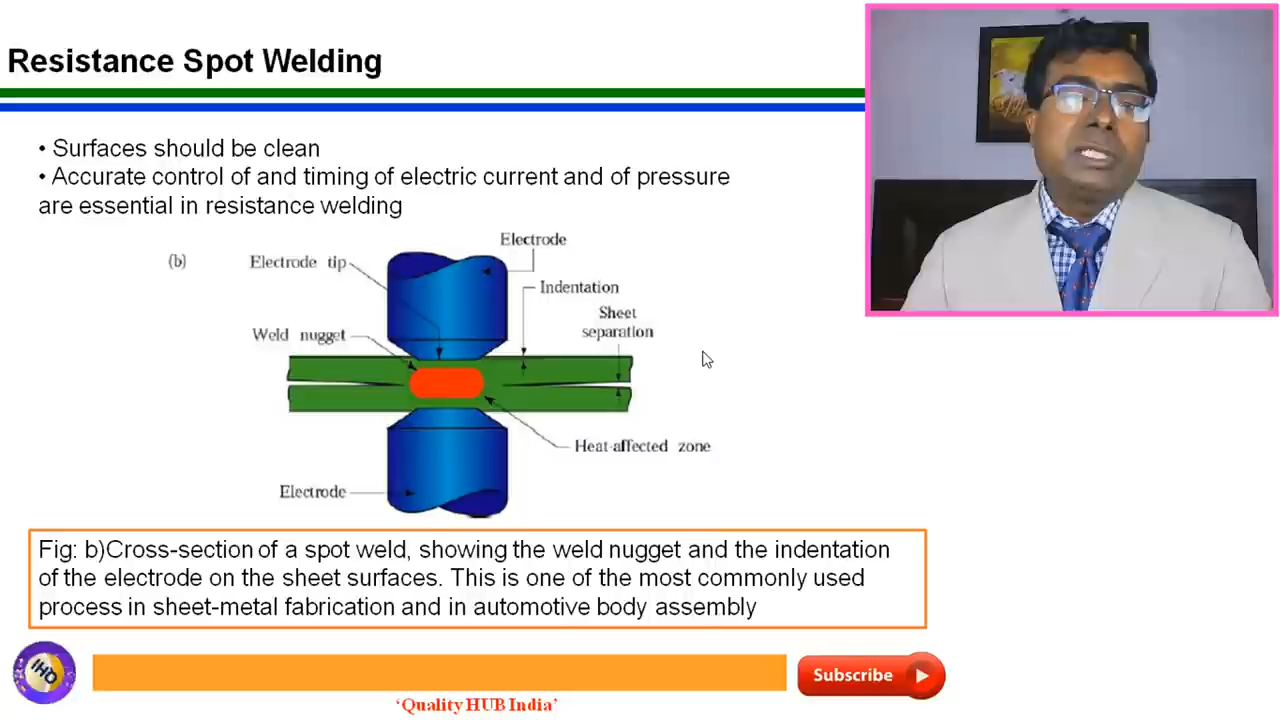 Resistance Spot Welding
• Surfaces should be clean
• Accurate control of and timing of electric current and of pressure
are essential in resistance welding
(b)
Electrode tip
Electrode
Indentation
Sheet
separation
Weld nugget
Heat-affected zone
Electrode
Fig: b)Cross-section of a spot weld, showing the weld nugget and the indentation
of the electrode on the sheet surfaces. This is one of the most commonly used
process in sheet-metal fabrication and in automotive body assembly
Subscribe
‘Quality HUB India’